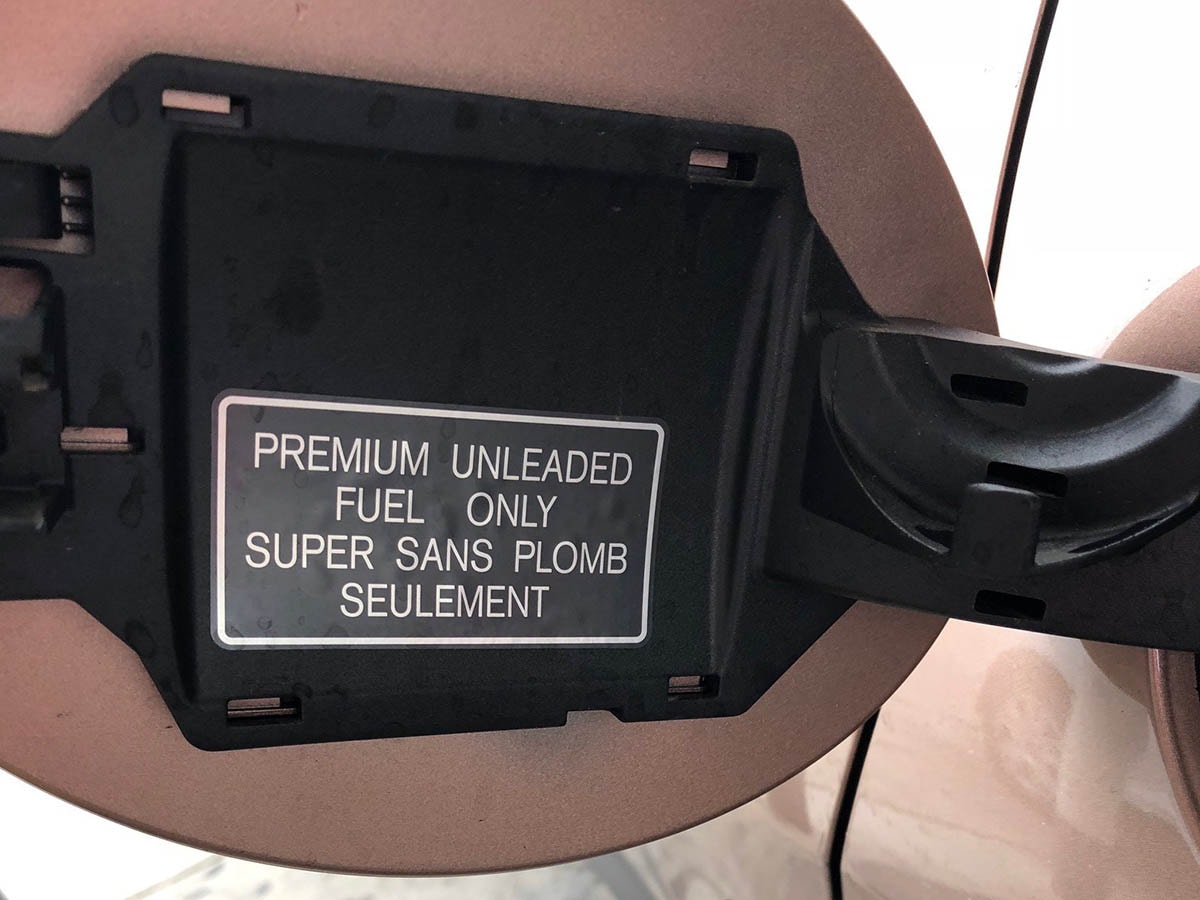 PREMIUM UNLEADED
FUEL ONLY
SUPER SANS PLOMB
SEULEMENT